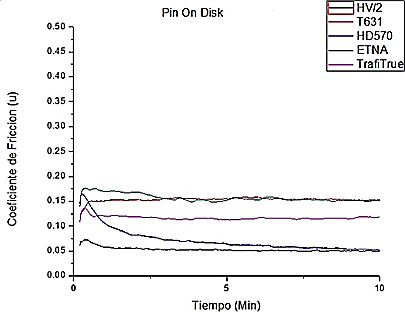 Pin On Disk
HV/2
T631
HD570
ETNA
TrafiTrue
Coeficiente de Friccion (u)
0.50
0.45
0.40
0.35
0.30
0.25
0.20
0.15
0.10
0.05
0.00
0
5
10
Tiempo (Min)